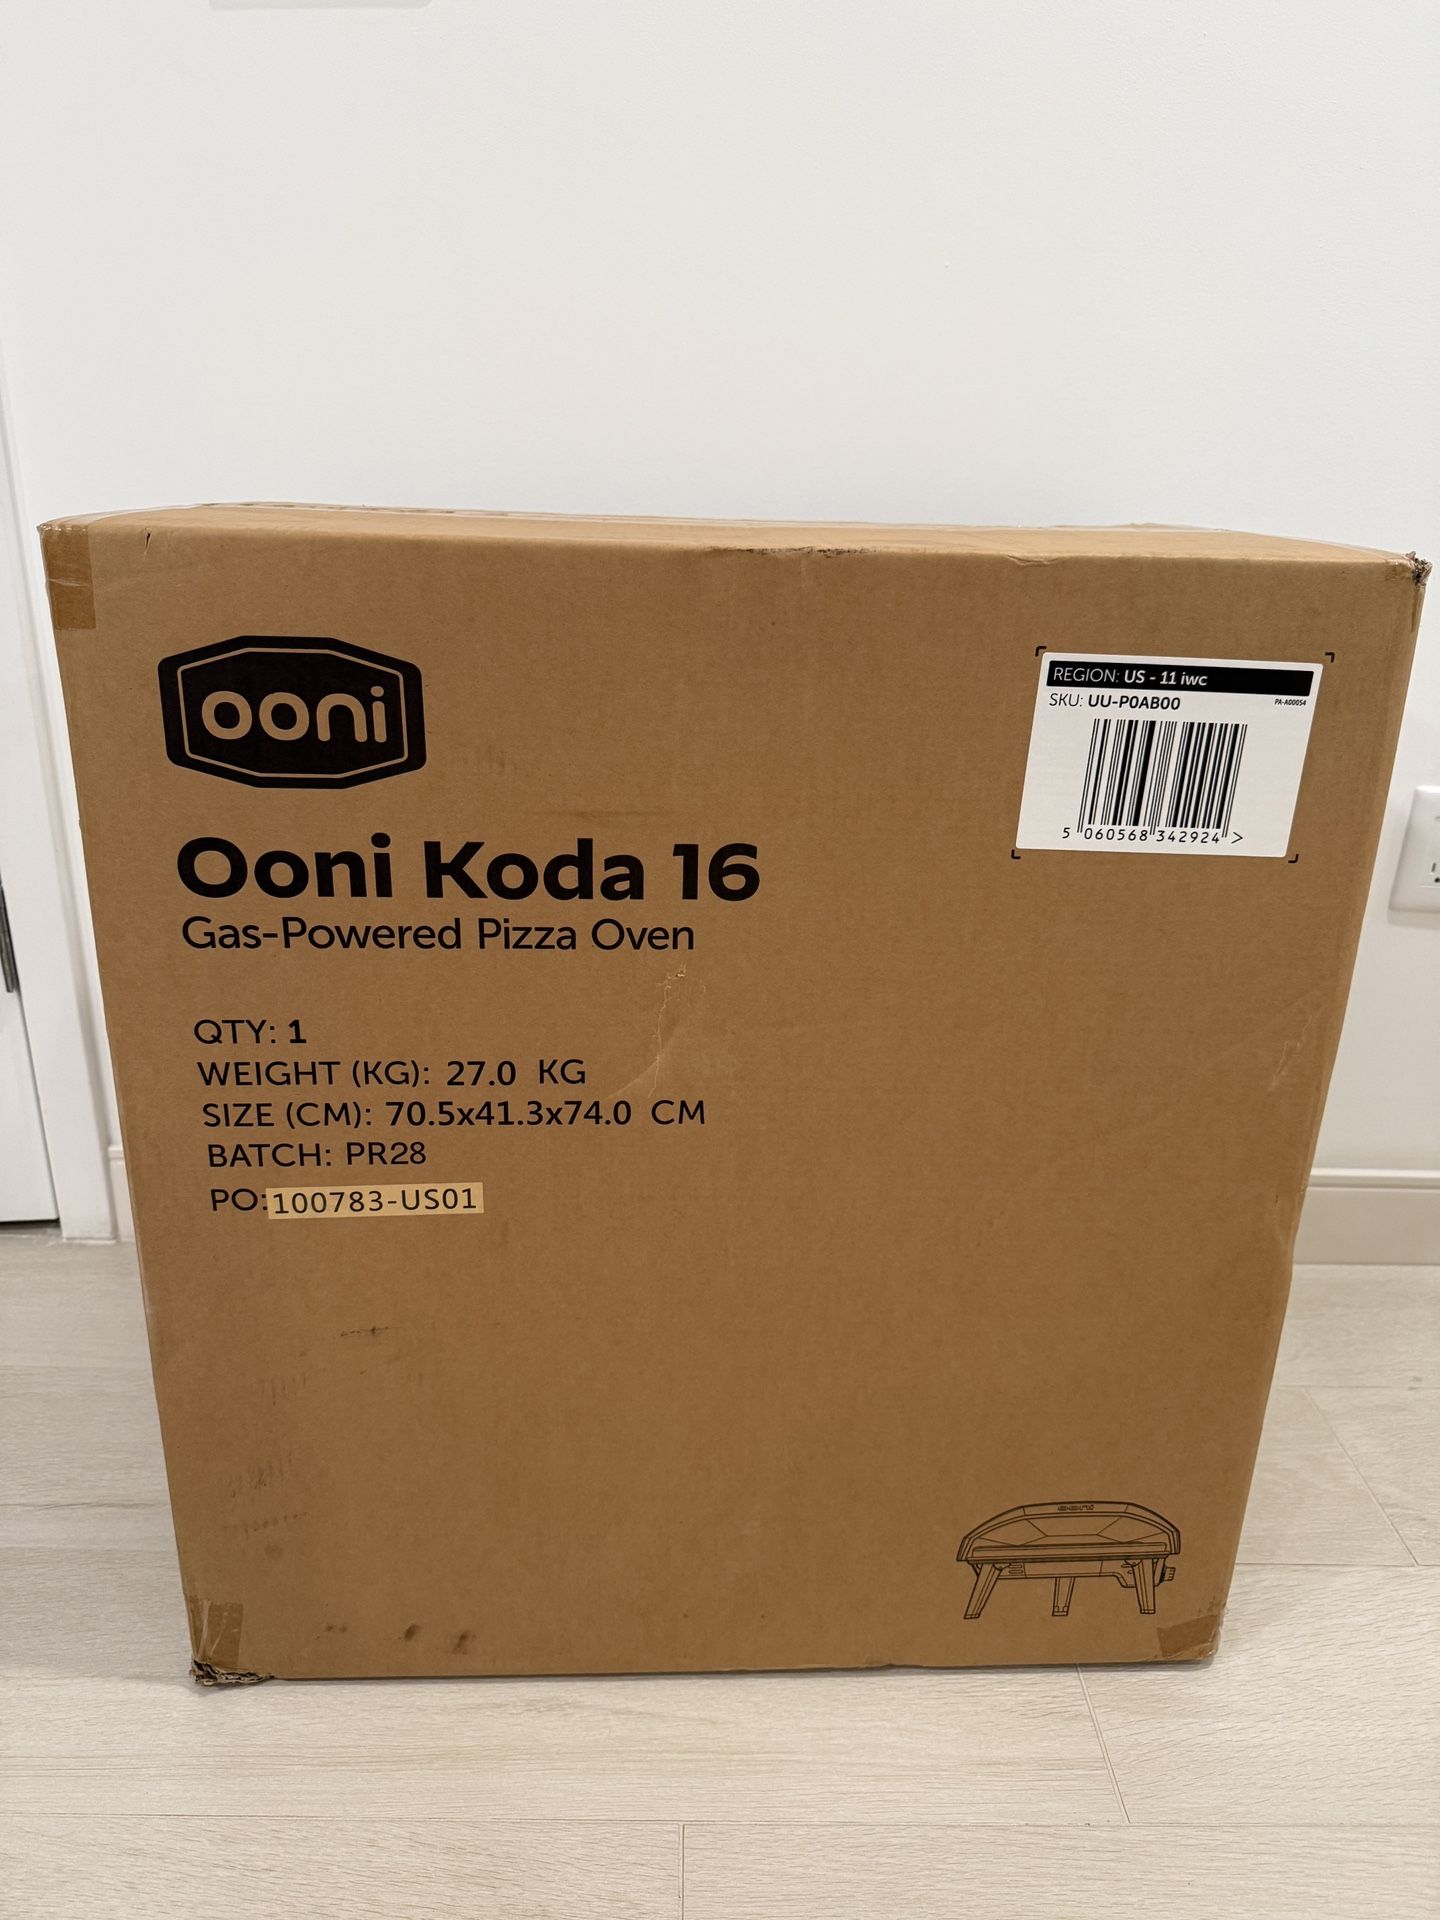 ooni
REGION: US - 11 iwc
SKU: UU-P0AB00
PA-A00054
5 060568 342924 >
Ooni Koda 16
Gas-Powered Pizza Oven
QTY: 1
WEIGHT (KG): 27.0 KG
SIZE (CM): 70.5x41.3x74.0 CM
BATCH: PR28
PO: 100783-US01
ooni